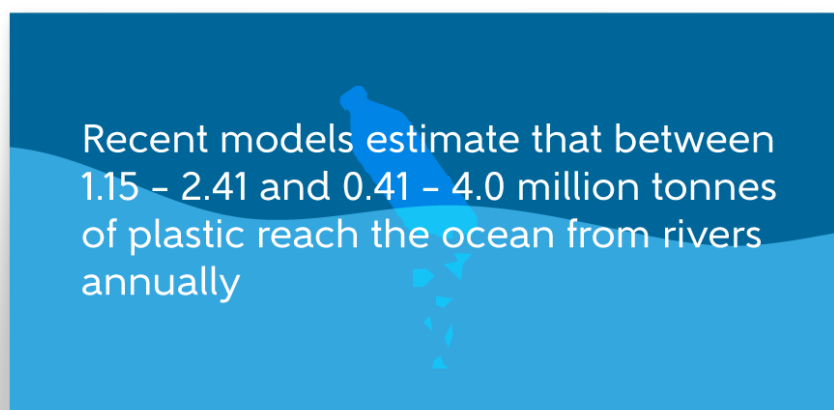 Recent models estimate that between
1.15 – 2.41 and 0.41 – 4.0 million tonnes
of plastic reach the ocean from rivers
annually